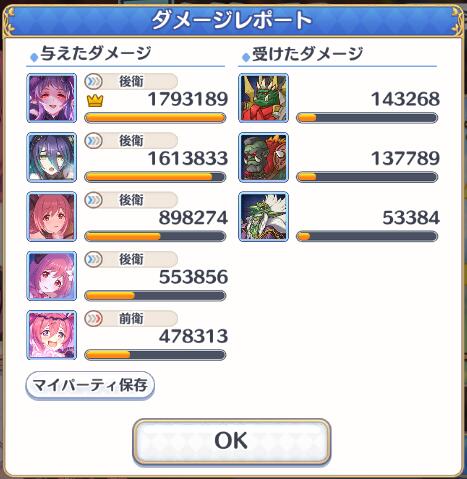 ダメージレポート
与えたダメージ
受けたダメージ
後衛
1793189
143268
後衛
1613833
137789
後衛
898274
53384
後衛
553856
前衛
478313
マイパーティ保存
OK